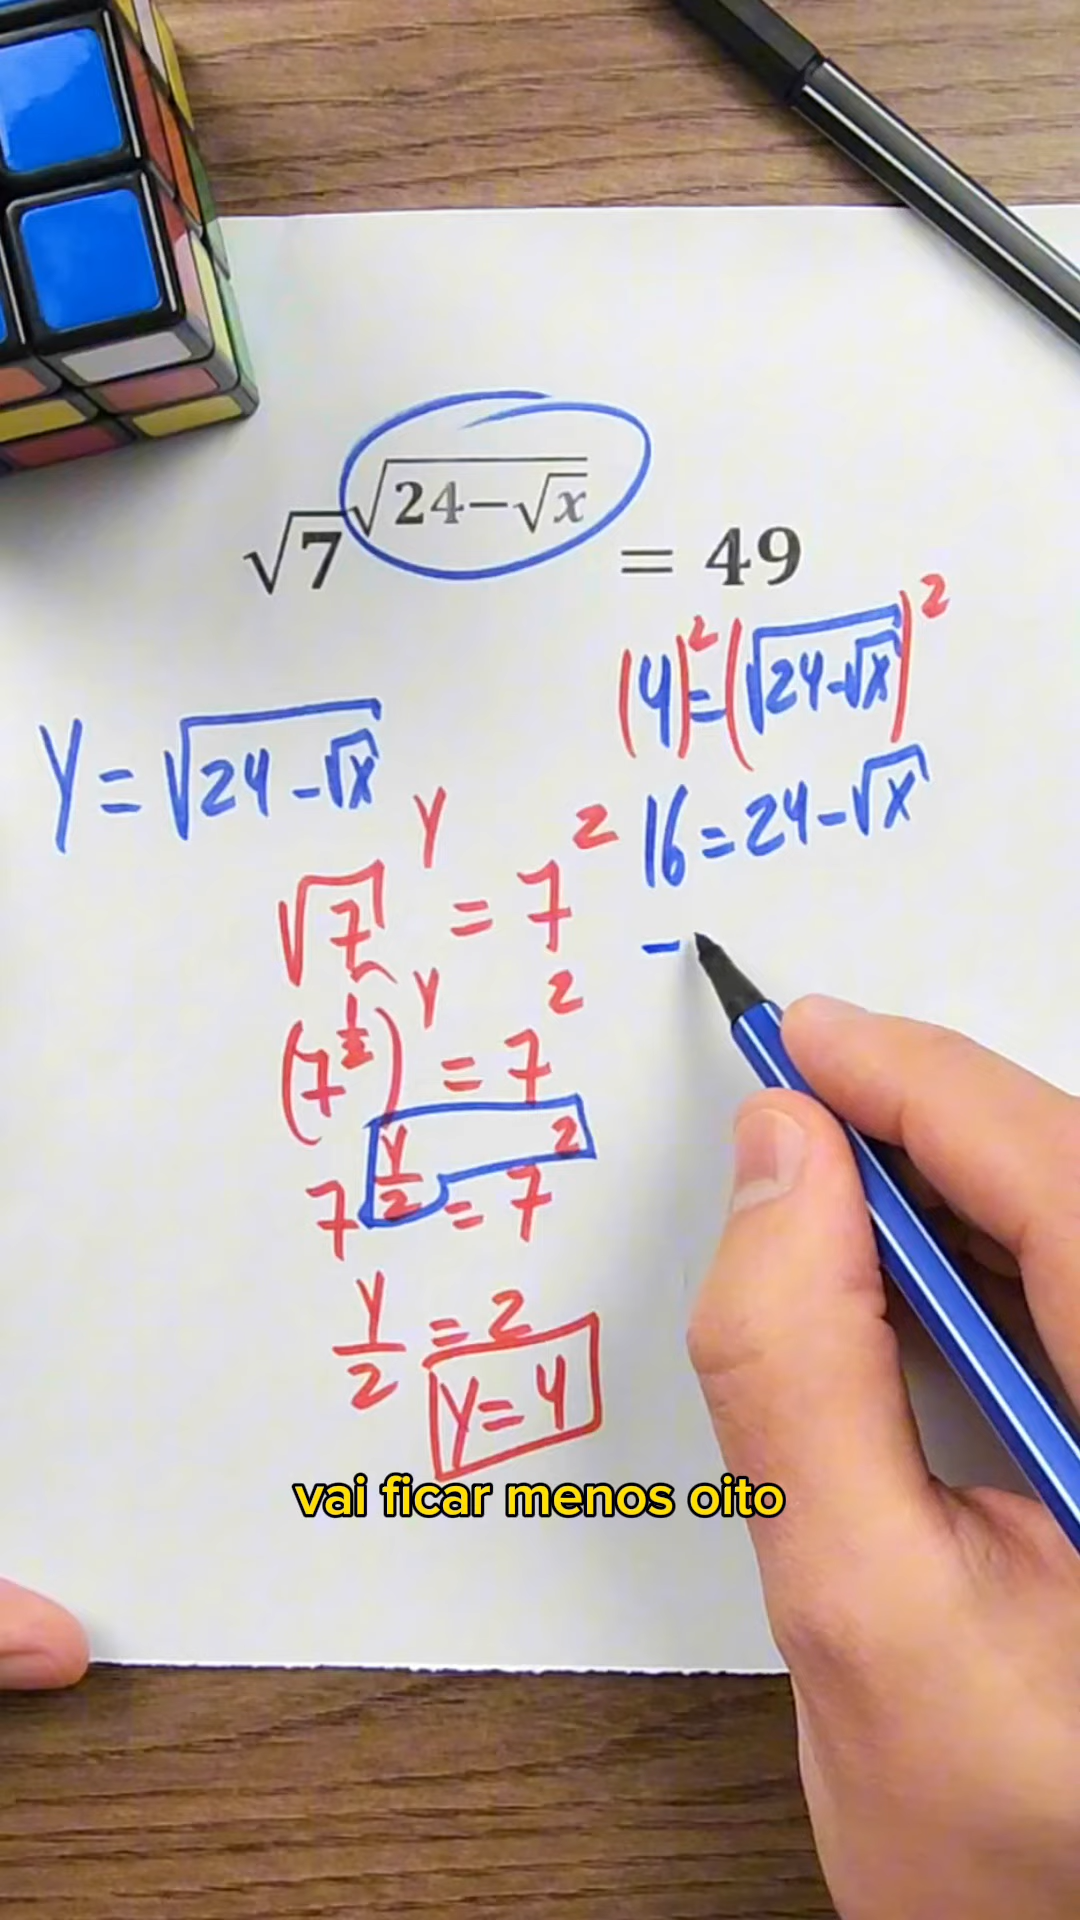 √7^√(24−√x) = 49
(4)² = (√(24-√x))²
Y = √(24-√x)
16 = 24-√x
√7^Y = 7²
-
(7^(1/2))^Y = 7²
7^(Y/2) = 7²
Y/2 = 2
Y = 4
vai ficar menos oito